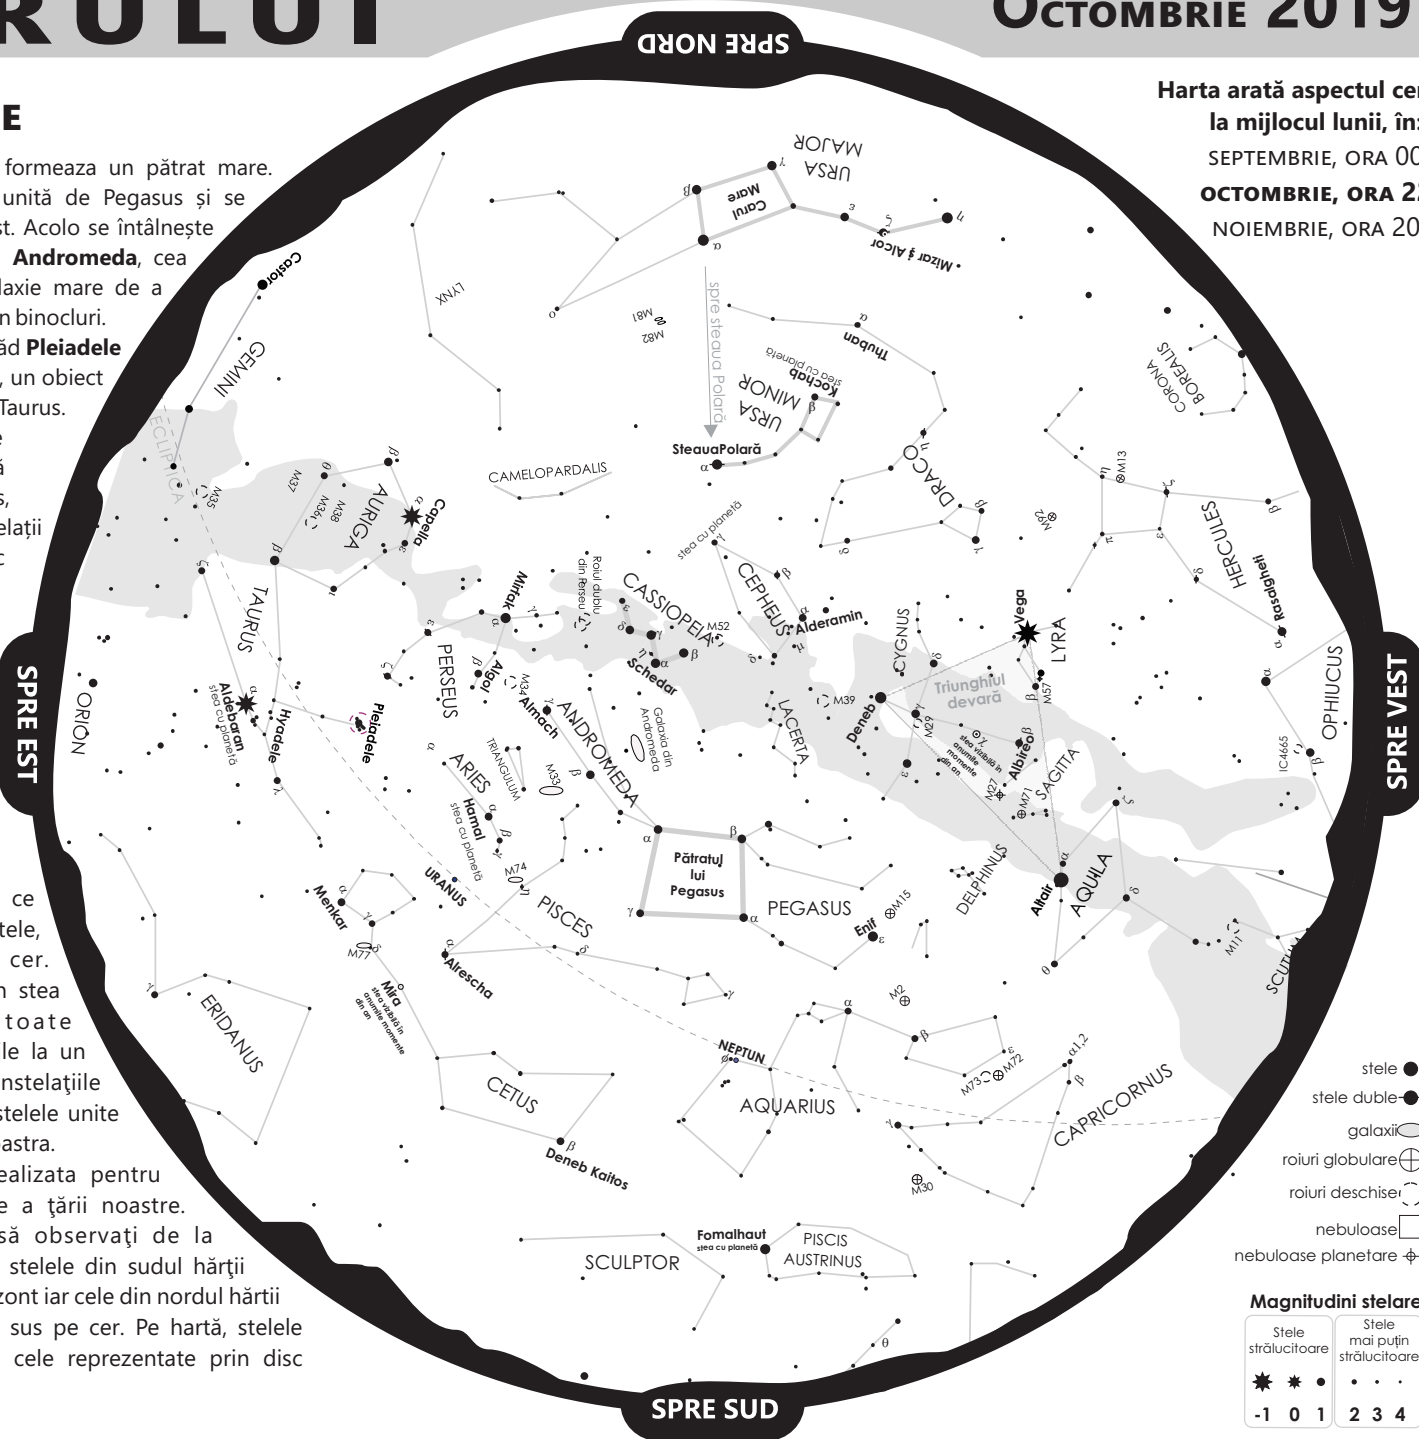 RULUI
OCTOMBRIE 2019
SPRE NORD
E
formeaza un pătrat mare.
unită de Pegasus și se
st. Acolo se întâlnește
Andromeda, cea
laxie mare de a
n binocluri.
ăd Pleiadele
, un obiect
Taurus.
e
ă
s,
elații
c
ce
tele,
cer.
n stea
toate
ile la un
nstelaţiile
stelele unite
oastra.
ealizata pentru
e a ţării noastre.
să observaţi de la
stelele din sudul hărţii
zont iar cele din nordul hărtii
sus pe cer. Pe hartă, stelele
cele reprezentate prin disc
Harta arată aspectul cer
la mijlocul lunii, în:
SEPTEMBRIE, ORA 00
OCTOMBRIE, ORA 22
NOIEMBRIE, ORA 20
URSA
MAJOR
Carul
Mare
β
γ
α
ε
ζ
η
Mizar și Alcor
Castor
GEMINI
LYNX
ο
M81
M82
spre steaua Polară
α
Thuban
stea cu planetă
Kochab
β
URSA
MINOR
SteauaPolară
α
CORONA
BOREALIS
ECLIPTICA
M35
M37
M36
M38
AURIGA
θ
β
α
Capella
ε
ι
CAMELOPARDALIS
DRACO
η
β
γ
δ
M92
M13
η
ζ
ε
π
δ
β
HERCULES
Rasalgheti
α
stea cu planetă
γ
CEPHEUS
β
α
Alderamin
μ
δ
ζ
β
TAURUS
α
Aldebaran
stea cu planetă
Hyadele
λ
ORION
Pleiadele
PERSEUS
Mirfak
α
γ
ε
ζ
β
Algol
M34
Roiul dublu
din Perseu
CASSIOPEIA
ε
δ
γ
η
α
β
M52
Schedar
Almach
ANDROMEDA
β
Galaxia din
Andromeda
LACERTA
CYGNUS
δ
M39
Deneb
γ
M29
ε
Triunghiul
devară
χ
stea vizibilă în
anumite
momente
din an
β
Albireo
Vega
LYRA
β
M57
α
OPHIUCUS
IC4665
β
SPRE EST
SPRE VEST
α
ARIES
Hamal
stea cu planetă
α
β
γ
TRIANGULUM
M33
M74
η
PISCES
URANUS
α
β
Pătratul
lui
Pegasus
γ
α
PEGASUS
Enif
ε
M15
DELPHINUS
M27
M71
SAGITTA
ζ
α
Altair
AQUILA
δ
θ
M11
SCUTUM
Menkar
α
γ
δ
M77
Mira
stea vizibilă în
anumite momente
din an
α
Alrescha
δ
γ
γ
ERIDANUS
CETUS
β
Deneb Kaitos
NEPTUN
φ
AQUARIUS
α
M2
β
ε
M72
M73
α1,2
β
CAPRICORNUS
γ
M30
SCULPTOR
Fomalhaut
stea cu planetă
PISCIS
AUSTRINUS
θ
SPRE SUD
stele
stele duble
galaxii
roiuri globulare
roiuri deschise
nebuloase
nebuloase planetare
Magnitudini stelare
Stele
strălucitoare
Stele
mai puțin
strălucitoare
-1 0 1 2 3 4